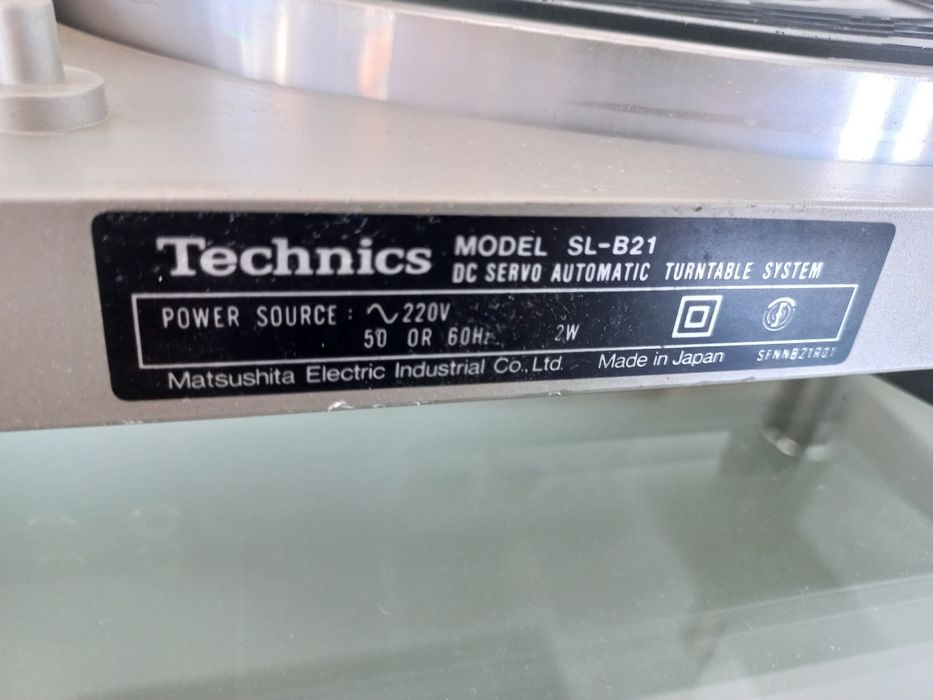 Technics MODEL SL-B21
DC SERVO AUTOMATIC TURNTABLE SYSTEM
POWER SOURCE : ∿220V
50 OR 60Hz 2W
Matsushita Electric Industrial Co., Ltd. Made in Japan SFNNB21R01